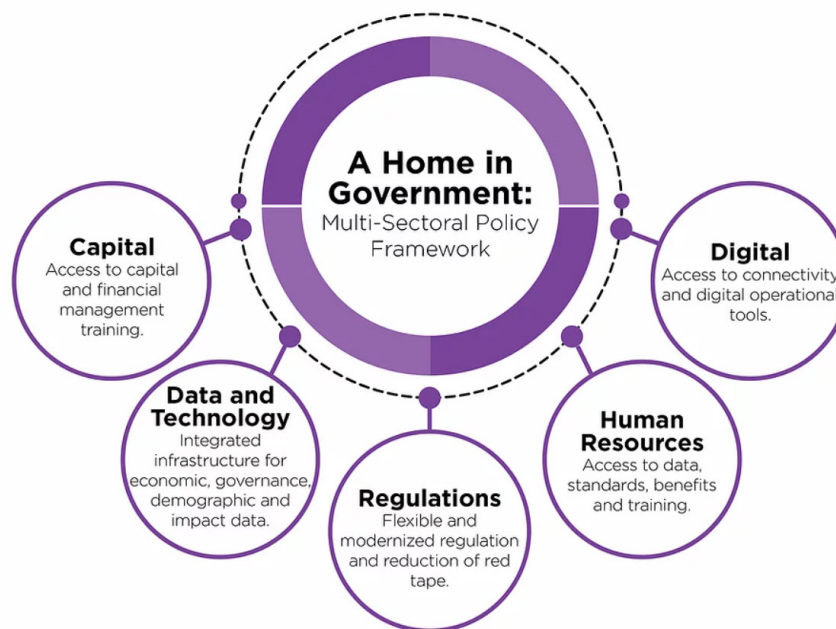 A Home in
Government:
Multi-Sectoral Policy
Framework
Capital
Access to capital
and financial
management
training.
Data and
Technology
Integrated
infrastructure for
economic, governance,
demographic and
impact data.
Regulations
Flexible and
modernized regulation
and reduction of red
tape.
Human
Resources
Access to data,
standards, benefits
and training.
Digital
Access to connectivity
and digital operational
tools.